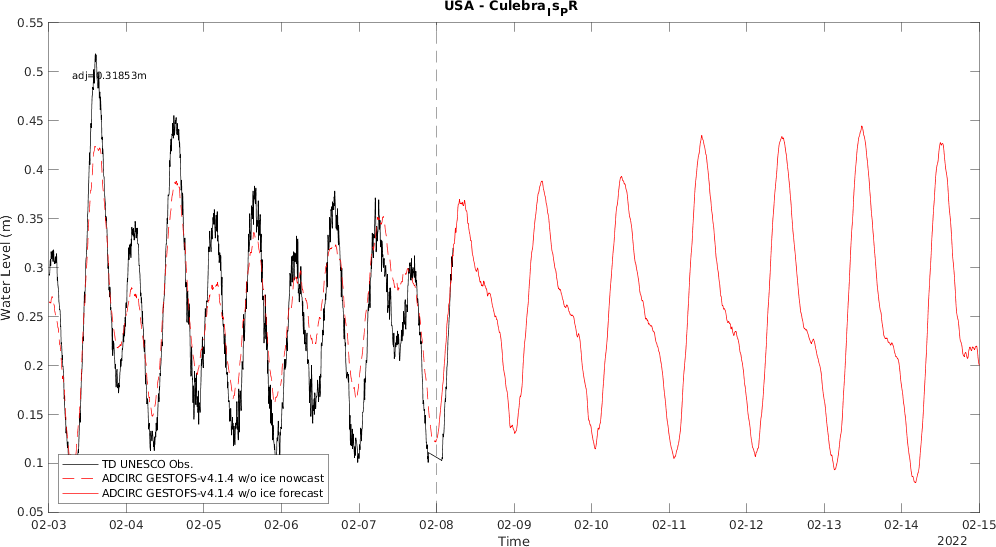 USA - CulebraIsPR
0.55
0.5
0.45
0.4
0.35
0.3
0.25
0.2
0.15
0.1
0.05
Water Level (m)
adj=0.31853m
TD UNESCO Obs.
ADCIRC GESTOFS-v4.1.4 w/o ice nowcast
ADCIRC GESTOFS-v4.1.4 w/o ice forecast
02-03 02-04 02-05 02-06 02-07 02-08 02-09 02-10 02-11 02-12 02-13 02-14 02-15
Time
2022